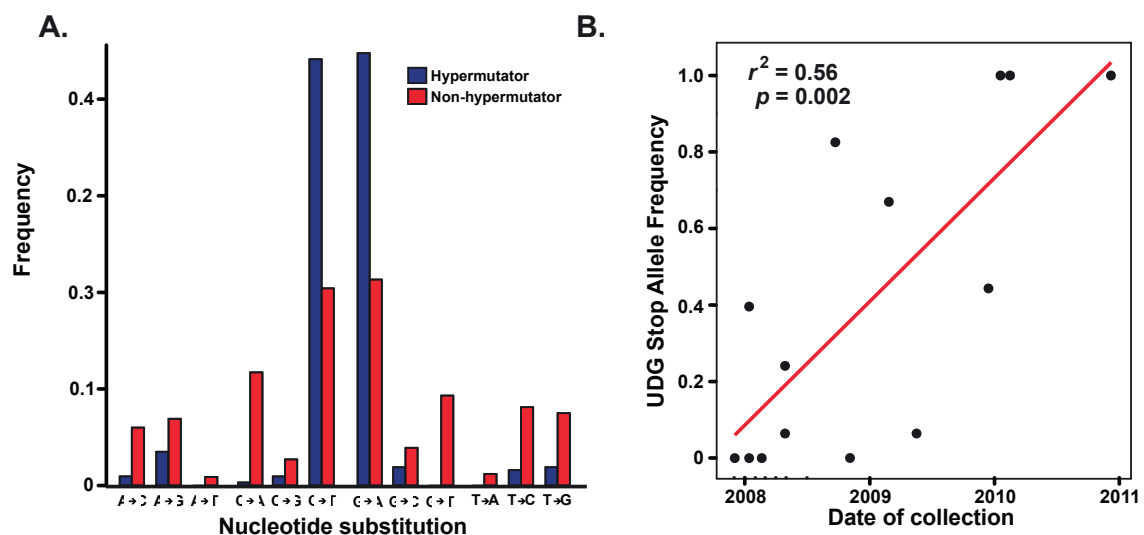 A.
Hypermutator
Non-hypermutator
Frequency
0.4
0.2
0.3
0.1
0
A→C A→G A→T C→A C→G C→T G→A G→C G→T T→A T→C T→G
Nucleotide substitution
B.
r² = 0.56
p = 0.002
UDG Stop Allele Frequency
1.0
0.8
0.6
0.4
0.2
0
2008 2009 2010 2011
Date of collection